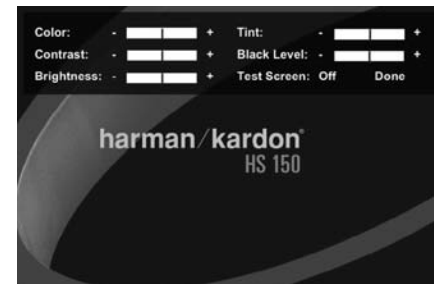 Color: - + Tint: - +
Contrast: - + Black Level: - +
Brightness: - + Test Screen: Off Done
harman/kardon®
HS 150